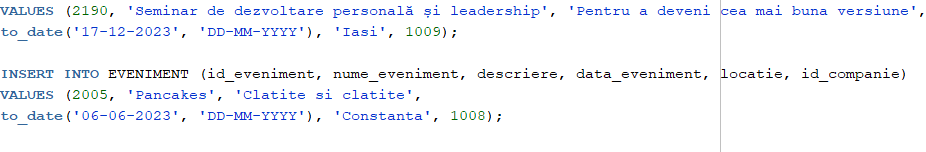 VALUES (2190, 'Seminar de dezvoltare personală și leadership', 'Pentru a deveni cea mai buna versiune',
to_date('17-12-2023', 'DD-MM-YYYY'), 'Iasi', 1009);
INSERT INTO EVENIMENT (id_eveniment, nume_eveniment, descriere, data_eveniment, locatie, id_companie)
VALUES (2005, 'Pancakes', 'Clatite si clatite',
to_date('06-06-2023', 'DD-MM-YYYY'), 'Constanta', 1008);